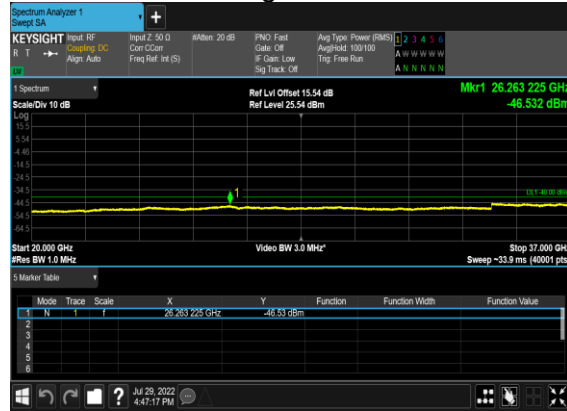 Spectrum Analyzer 1
Swept SA
+
KEYSIGHT Input: RF Input Z: 50 Ω #Atten: 20 dB PNO: Fast Avg Type: Power (RMS) 1 2 3 4 5 6
R T Coupling: DC Corr CCorr Gate: Off Avg|Hold: 100/100 A W W W W W
Align: Auto Freq Ref: Int (S) IF Gain: Low Trig: Free Run
Sig Track: Off A N N N N N
1 Spectrum Ref Lvl Offset 15.54 dB Mkr1 26.263 225 GHz
Scale/Div 10 dB Ref Level 25.54 dBm -46.532 dBm
Log
15.5
5.54
-4.46
-14.5
-24.5
-34.5
1
DL1 -40.00 dBm
-44.5
-54.5
-64.5
Start 20.000 GHz Video BW 3.0 MHz* Stop 37.000 GHz
#Res BW 1.0 MHz Sweep ~33.9 ms (40001 pts)
5 Marker Table
Mode Trace Scale X Y Function Function Width Function Value
1 N 1 f 26.263 225 GHz -46.53 dBm
2
3
4
5
6
? Jul 29, 2022
4:47:17 PM